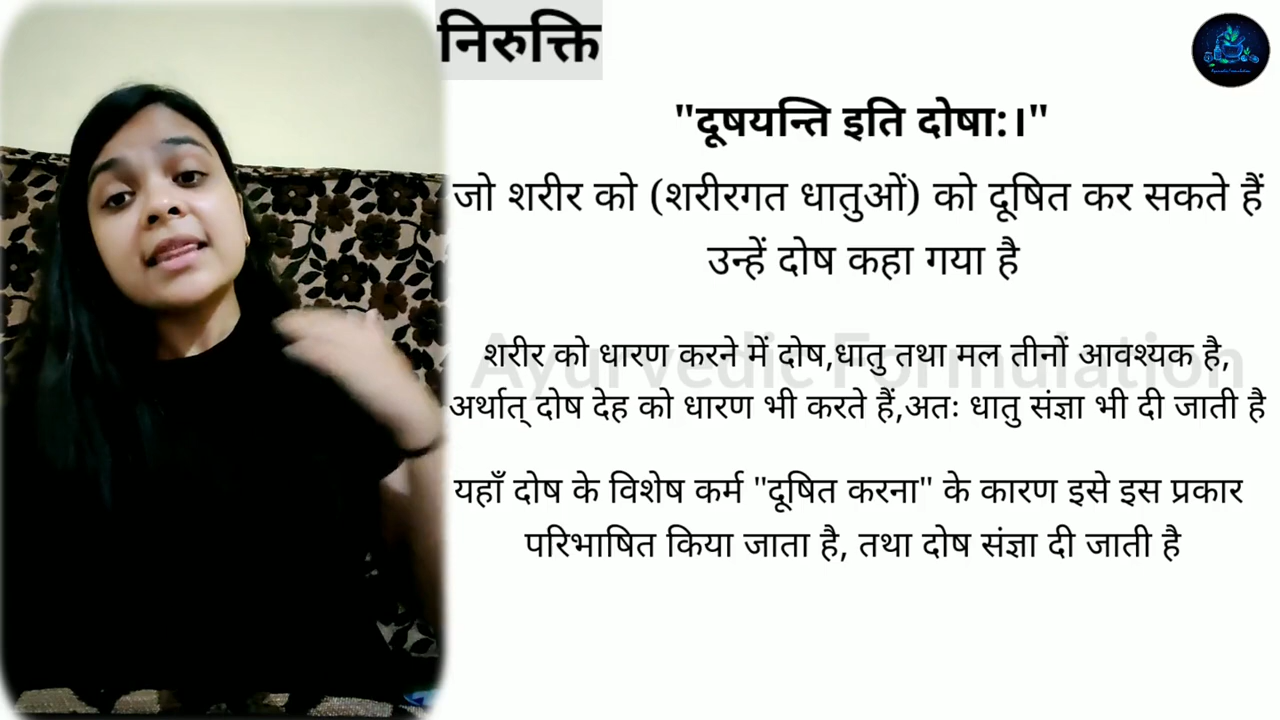 निरुक्ति
"दूषयन्ति इति दोषा:।"
जो शरीर को (शरीरगत धातुओं) को दूषित कर सकते हैं
उन्हें दोष कहा गया है
Ayurvedic Formulation
शरीर को धारण करने में दोष,धातु तथा मल तीनों आवश्यक है,
अर्थात् दोष देह को धारण भी करते हैं,अतः धातु संज्ञा भी दी जाती है
यहाँ दोष के विशेष कर्म "दूषित करना" के कारण इसे इस प्रकार
परिभाषित किया जाता है, तथा दोष संज्ञा दी जाती है